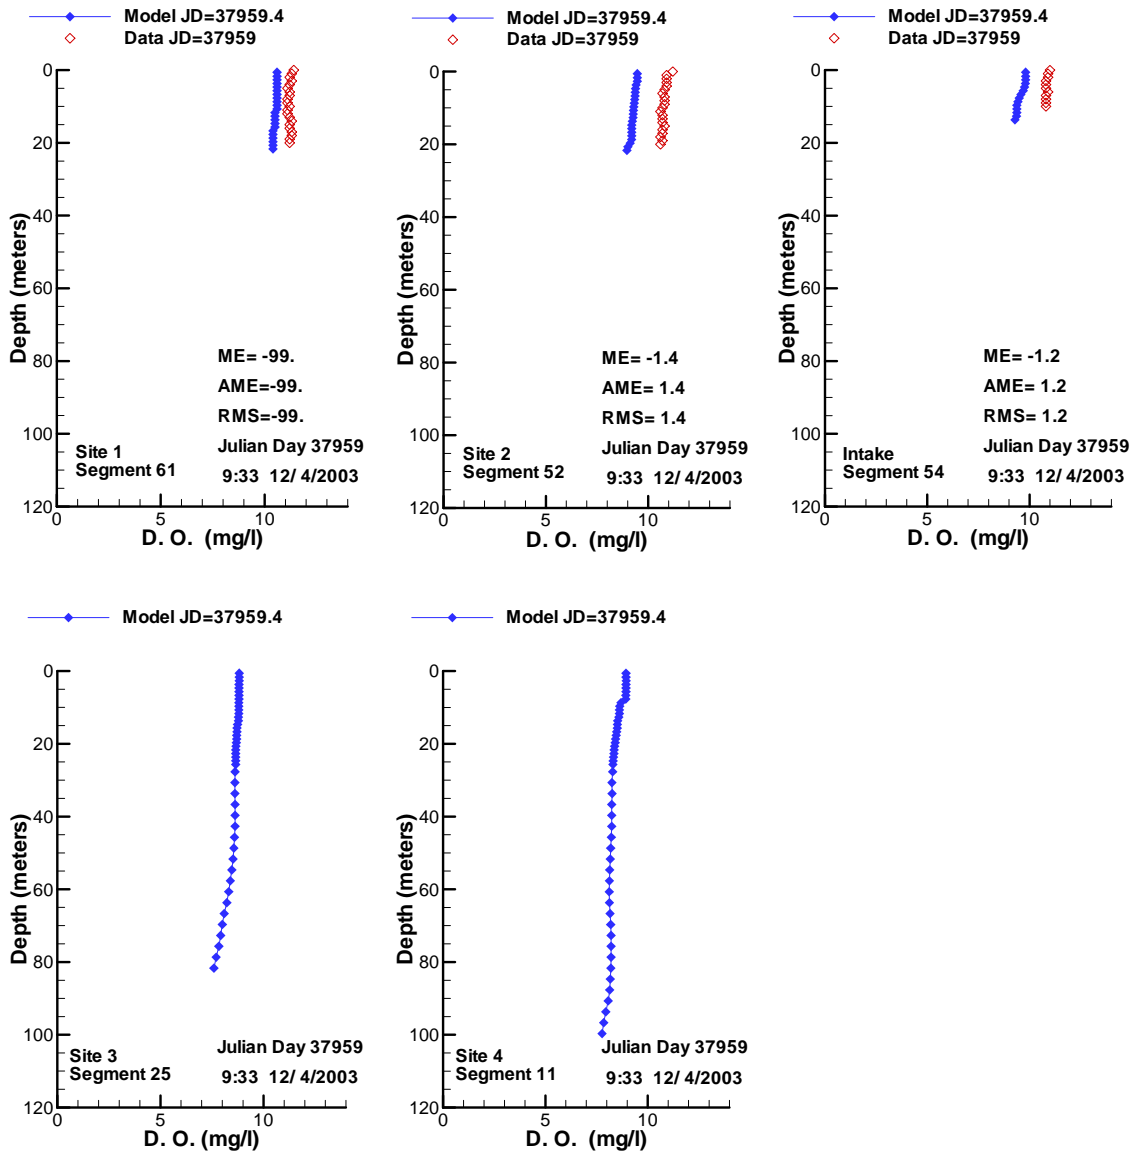 Model JD=37959.4
Data JD=37959
0
20
40
60
80
100
120
0
5
10
Depth (meters)
D. O. (mg/l)
ME= -99.
AME=-99.
RMS=-99.
Site 1
Segment 61
Julian Day 37959
9:33 12/ 4/2003
Model JD=37959.4
Data JD=37959
0
20
40
60
80
100
120
0
5
10
Depth (meters)
D. O. (mg/l)
ME= -1.4
AME= 1.4
RMS= 1.4
Site 2
Segment 52
Julian Day 37959
9:33 12/ 4/2003
Model JD=37959.4
Data JD=37959
0
20
40
60
80
100
120
0
5
10
Depth (meters)
D. O. (mg/l)
ME= -1.2
AME= 1.2
RMS= 1.2
Intake
Segment 54
Julian Day 37959
9:33 12/ 4/2003
Model JD=37959.4
0
20
40
60
80
100
120
0
5
10
Depth (meters)
D. O. (mg/l)
Site 3
Segment 25
Julian Day 37959
9:33 12/ 4/2003
Model JD=37959.4
0
20
40
60
80
100
120
0
5
10
Depth (meters)
D. O. (mg/l)
Site 4
Segment 11
Julian Day 37959
9:33 12/ 4/2003